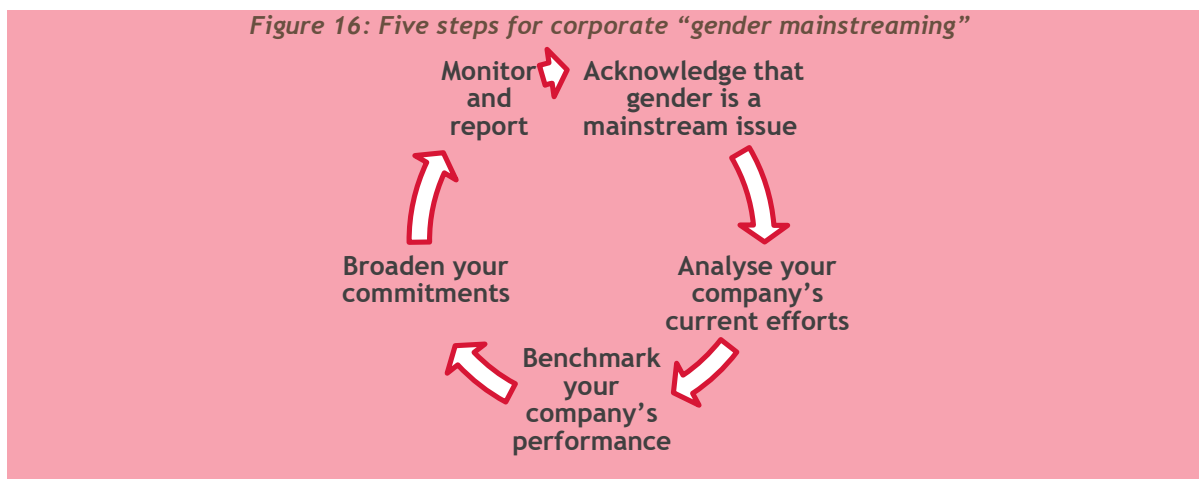 Figure 16: Five steps for corporate “gender mainstreaming”
Acknowledge that
gender is a
mainstream issue
Analyse your
company’s
current efforts
Benchmark
your
company’s
performance
Broaden your
commitments
Monitor
and
report